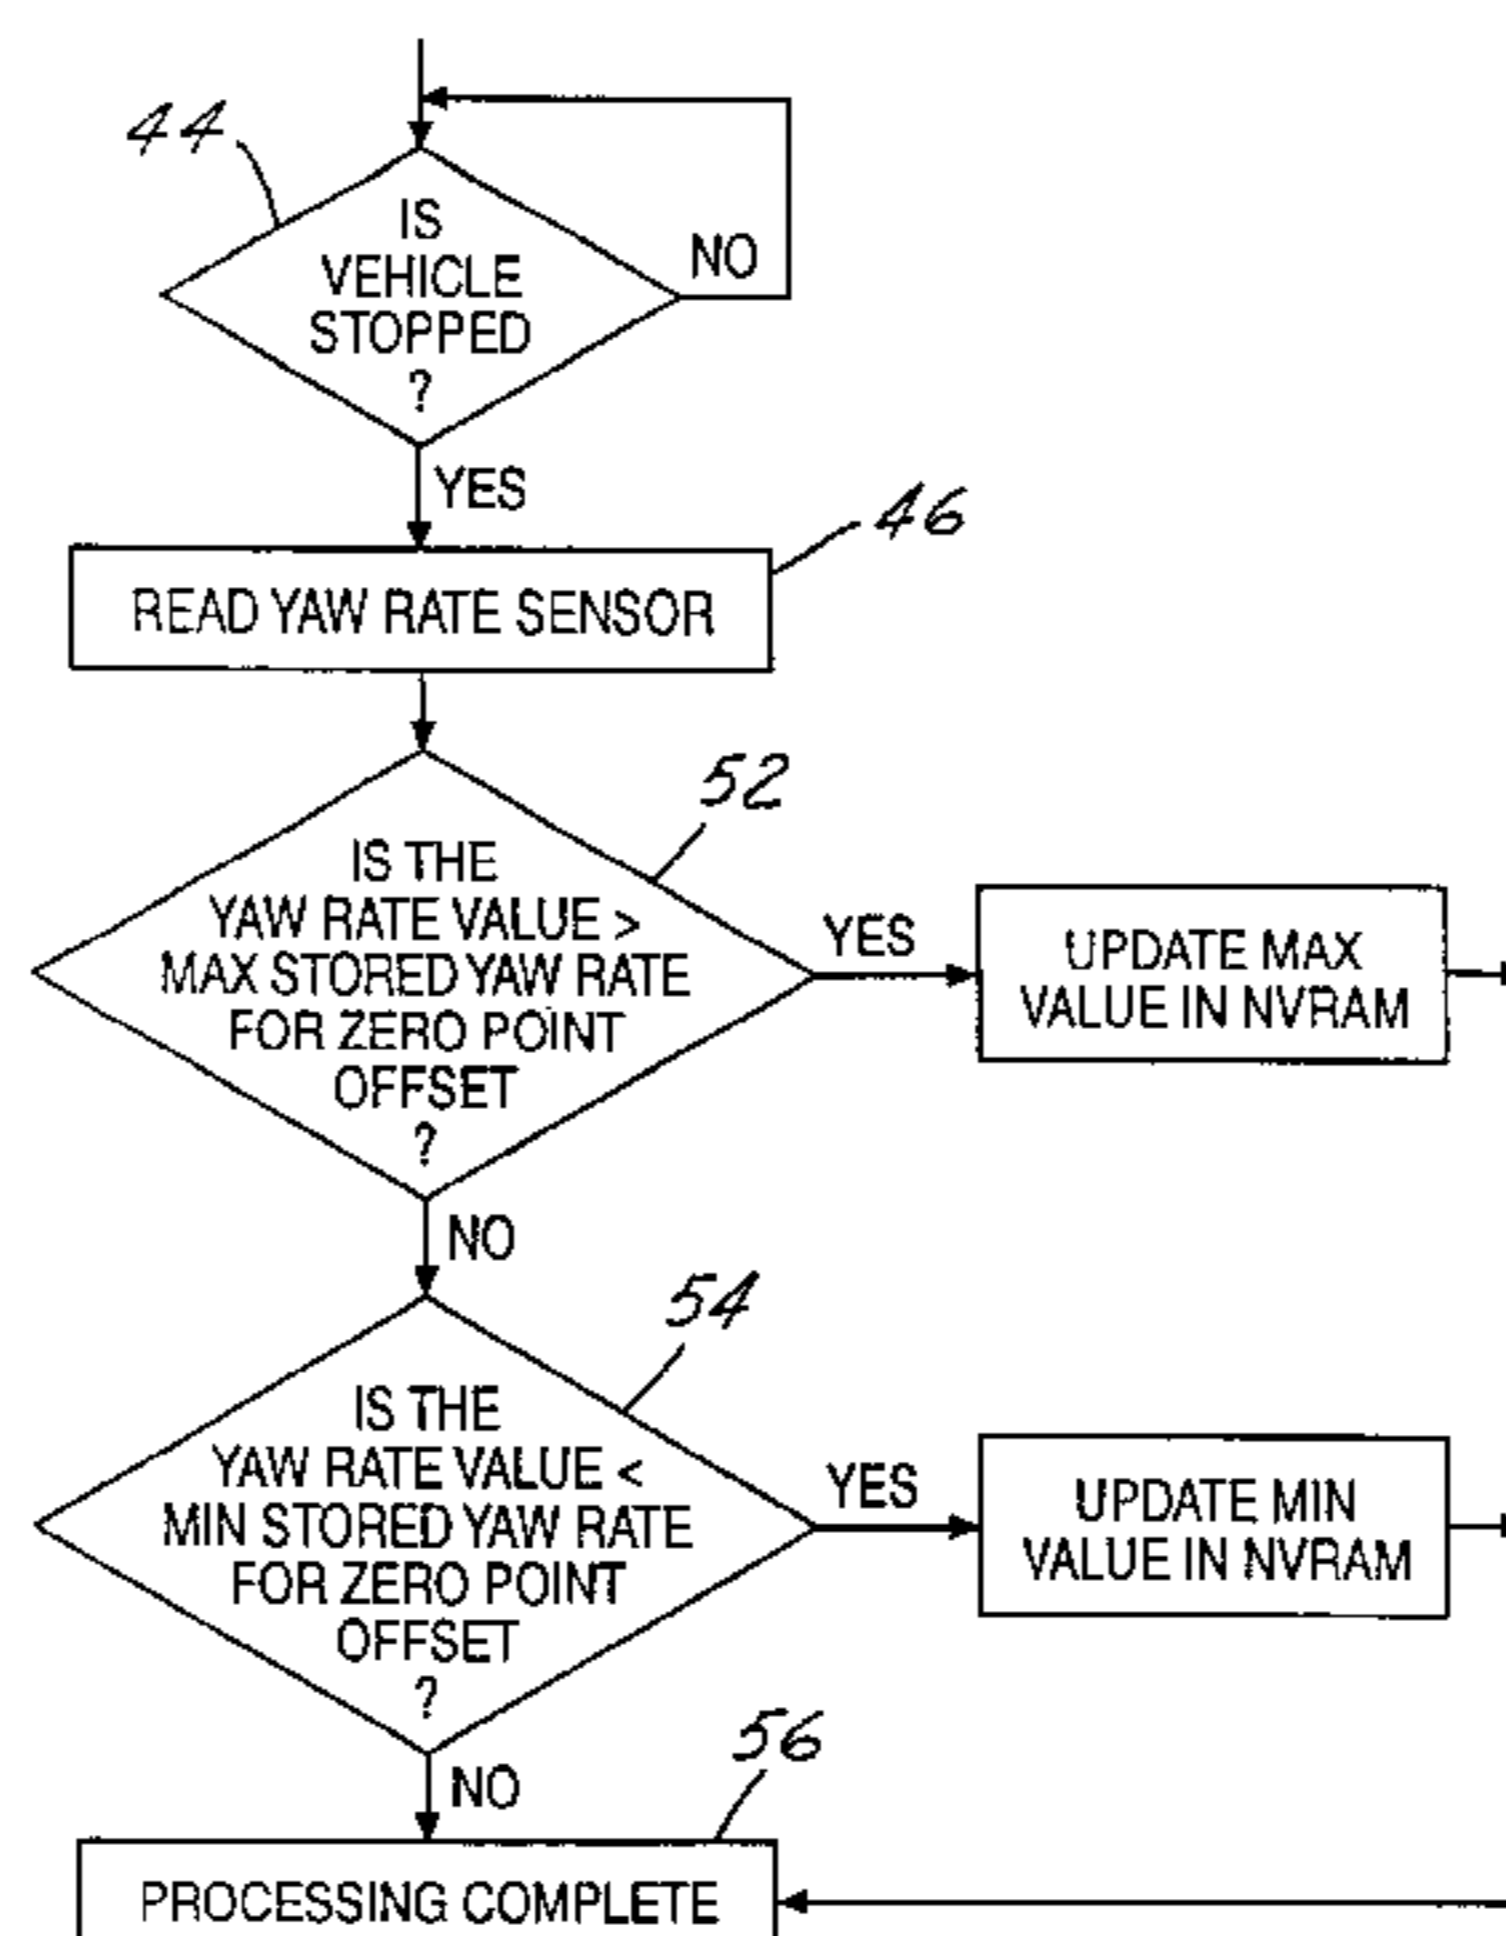 44
IS
VEHICLE
STOPPED
?
NO
YES
46
READ YAW RATE SENSOR
52
IS THE
YAW RATE VALUE >
MAX STORED YAW RATE
FOR ZERO POINT
OFFSET
?
YES
UPDATE MAX
VALUE IN NVRAM
NO
54
IS THE
YAW RATE VALUE <
MIN STORED YAW RATE
FOR ZERO POINT
OFFSET
?
YES
UPDATE MIN
VALUE IN NVRAM
NO
56
PROCESSING COMPLETE